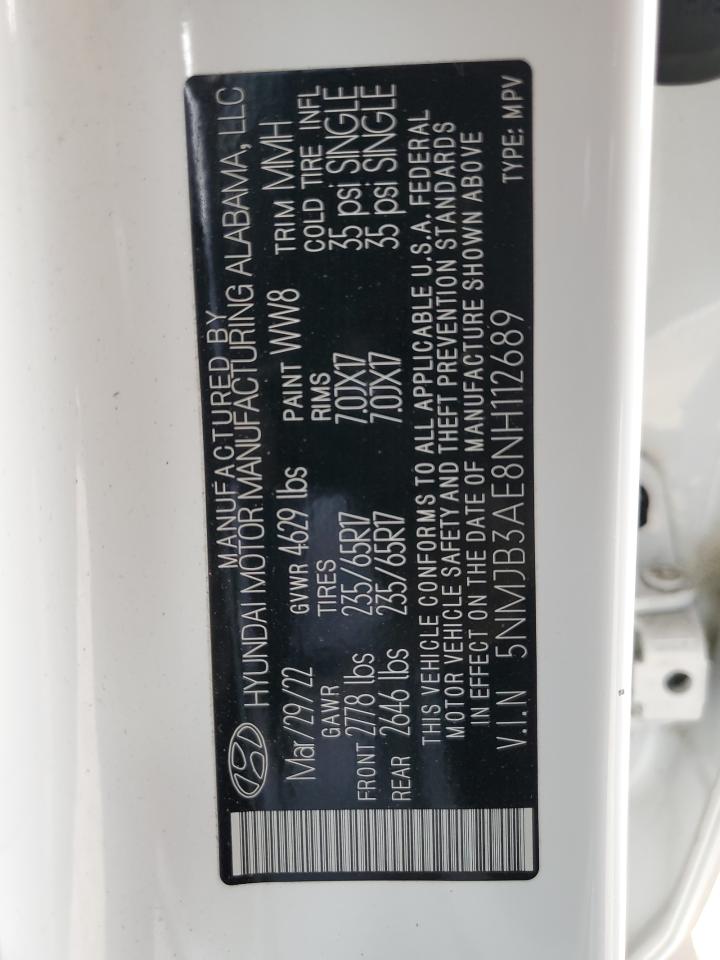 MANUFACTURED BY
HYUNDAI MOTOR MANUFACTURING ALABAMA, LLC
Mar/29/22 GVWR 4629 lbs PAINT WW8 TRIM MMH
GAWR TIRES RIMS COLD TIRE INFL
FRONT 2778 lbs 235/65R17 7.0JX17 35 psi SINGLE
REAR 2646 lbs 235/65R17 7.0JX17 35 psi SINGLE
THIS VEHICLE CONFORMS TO ALL APPLICABLE U.S.A. FEDERAL
MOTOR VEHICLE SAFETY AND THEFT PREVENTION STANDARDS
IN EFFECT ON THE DATE OF MANUFACTURE SHOWN ABOVE
V.I.N 5NMJB3AE8NH112689 TYPE: MPV